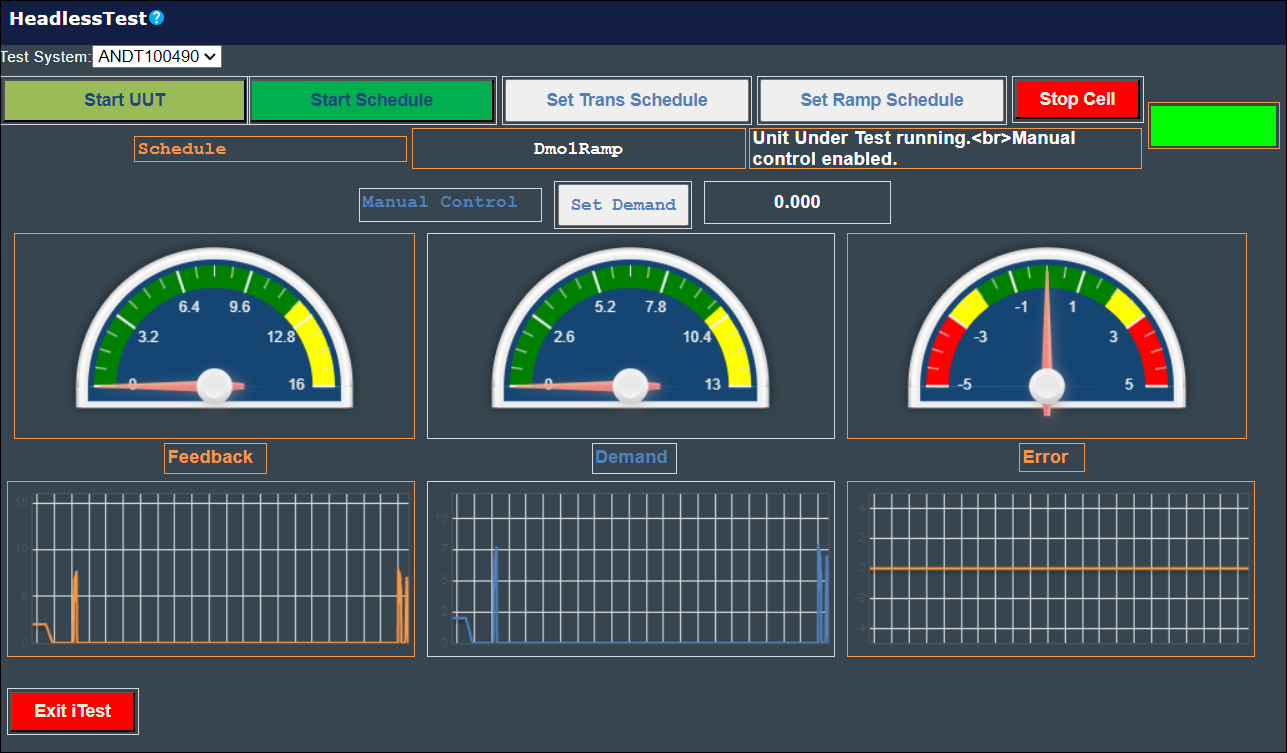 HeadlessTest?
Test System: ANDT100490
Start UUT Start Schedule Set Trans Schedule Set Ramp Schedule Stop Cell
Schedule DmolRamp Unit Under Test running.<br>Manual
control enabled.
Manual Control Set Demand 0.000
0 3.2 6.4 9.6 12.8 16
0 2.6 5.2 7.8 10.4 13
-5 -3 -1 1 3 5
Feedback Demand Error
15
10
5
0
10
7
5
2
0
4
2
0
-2
-4
Exit iTest